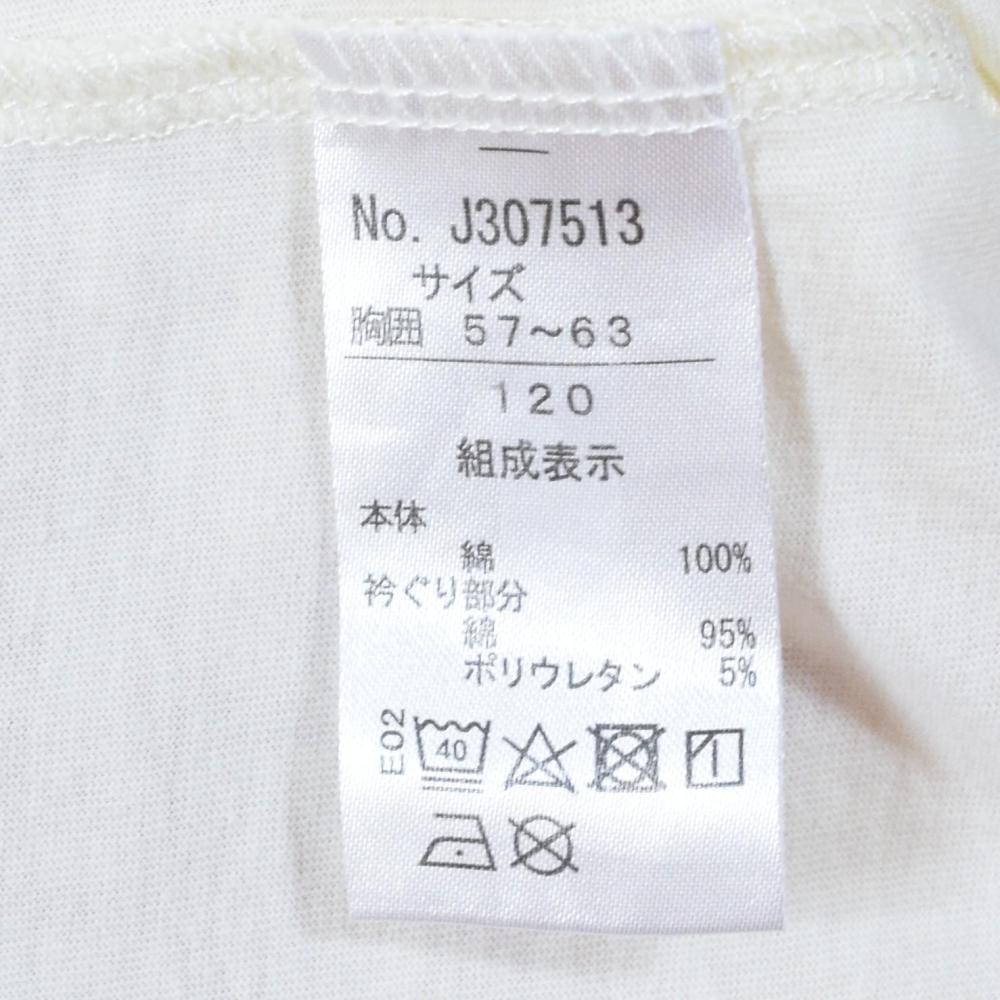 No. J307513
サイズ
胸囲 57～63
120
組成表示
本体
綿 100%
衿ぐり部分
綿 95%
ポリウレタン 5%
E02 40